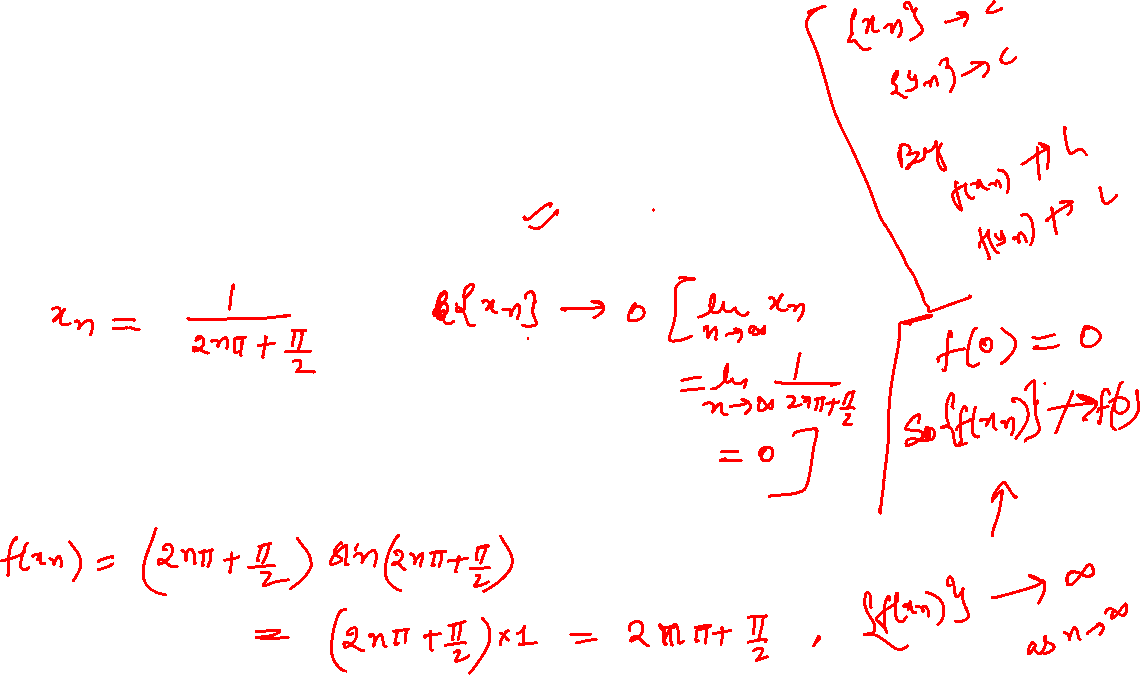 {xn} → c
{yn} → c
But
f(xn) ↛ L
f(yn) ↛ L
xn = 1/(2nπ + π/2)
{xn} → 0 [ lim n→∞ xn
= lim n→∞ 1/(2nπ + π/2)
= 0 ]
f(0) = 0
So {f(xn)} ↛ f(0)
↑
f(xn) = (2nπ + π/2) sin(2nπ + π/2)
= (2nπ + π/2) × 1 = 2nπ + π/2 , {f(xn)} → ∞
as n→∞